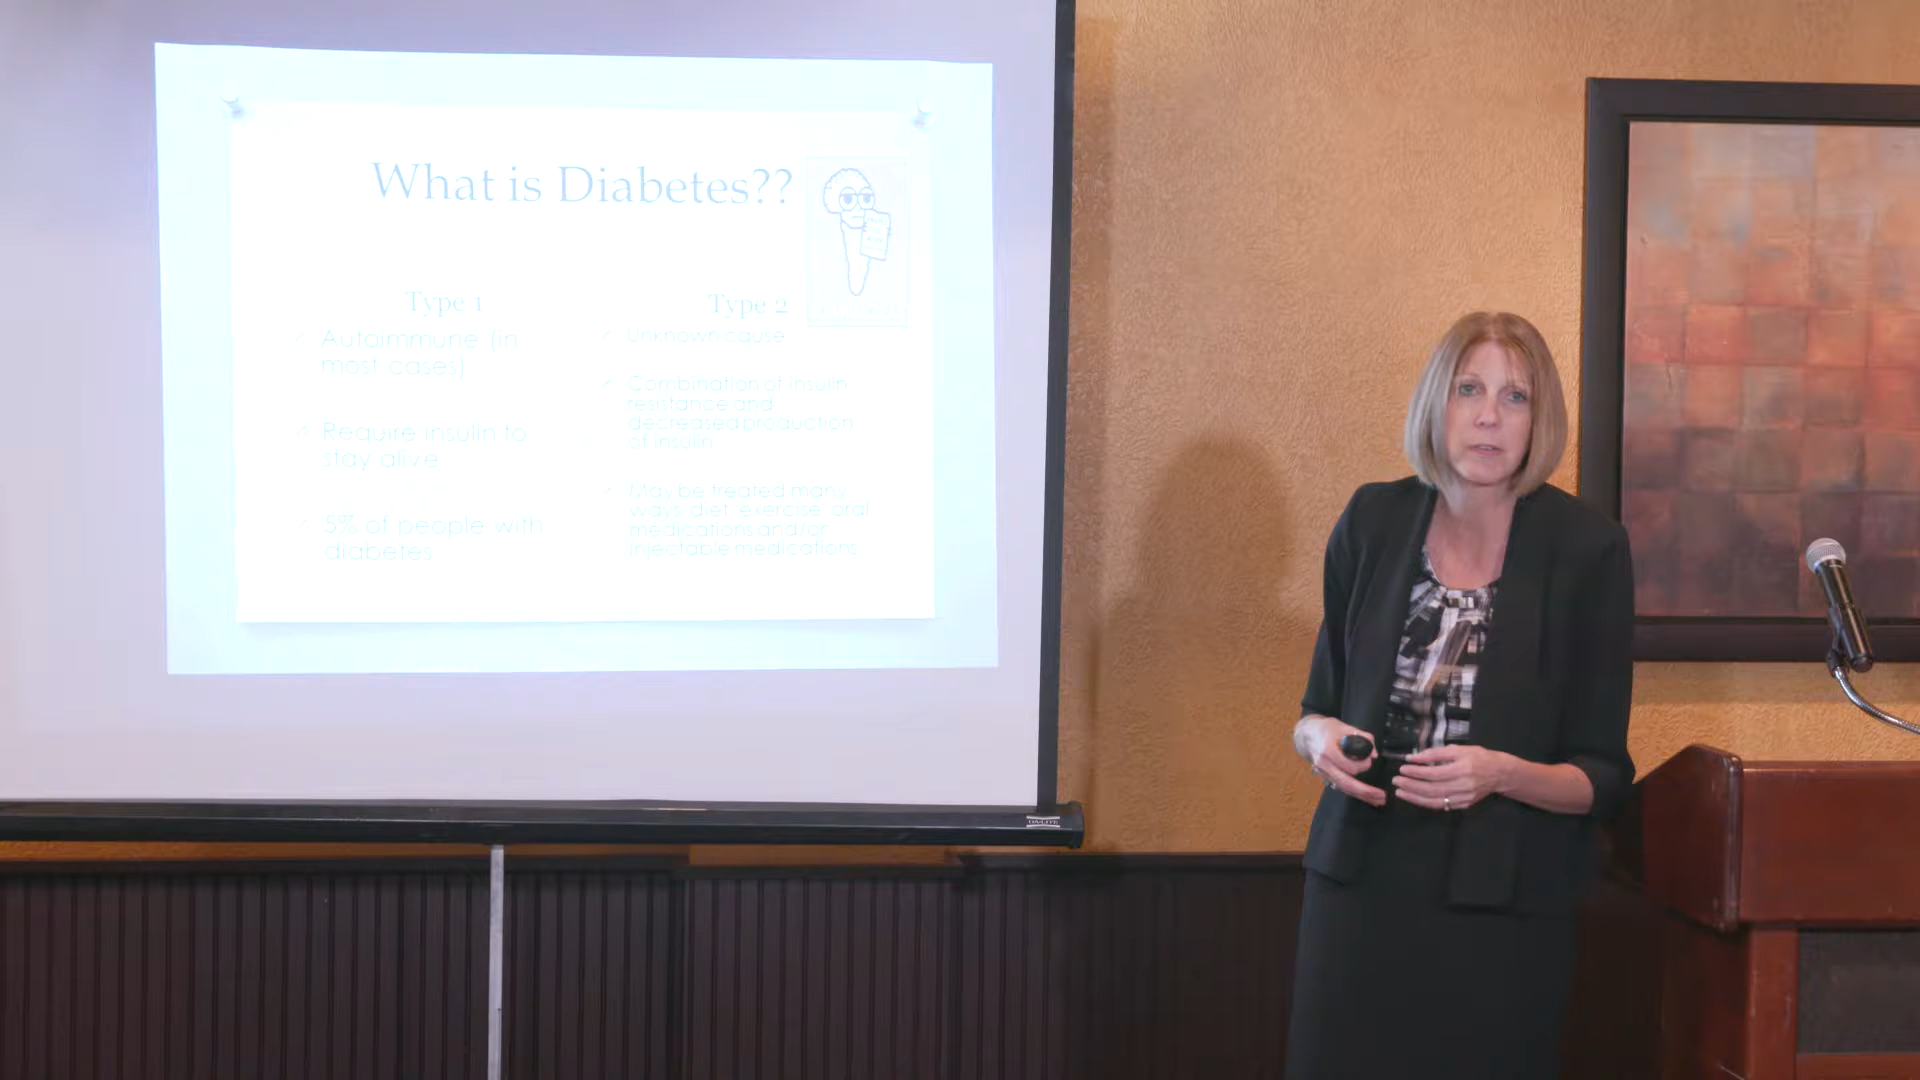 What is Diabetes??
Type 1
Autoimmune (in
most cases)
Require insulin to
stay alive
5% of people with
diabetes
Type 2
Unknown cause
Combination of insulin
resistance and
decreased production
of insulin
May be treated many
ways: diet, exercise, oral
medications and/or
injectable medications
DA-LITE